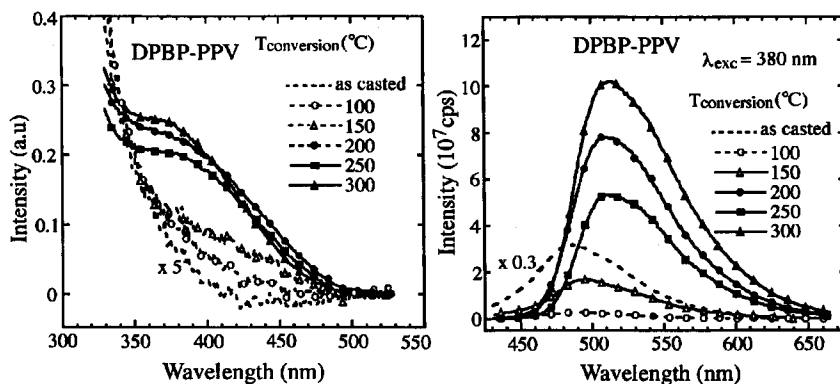 DPBP-PPV
Tconversion(°C)
as casted
100
150
200
250
300
x 5
0.4
0.3
0.2
0.1
0
Intensity (a.u)
300 350 400 450 500 550
Wavelength (nm)
DPBP-PPV
λexc = 380 nm
Tconversion(°C)
as casted
100
150
200
250
300
x 0.3
12
10
8
6
4
2
0
Intensity (10⁷cps)
450 500 550 600 650
Wavelength (nm)